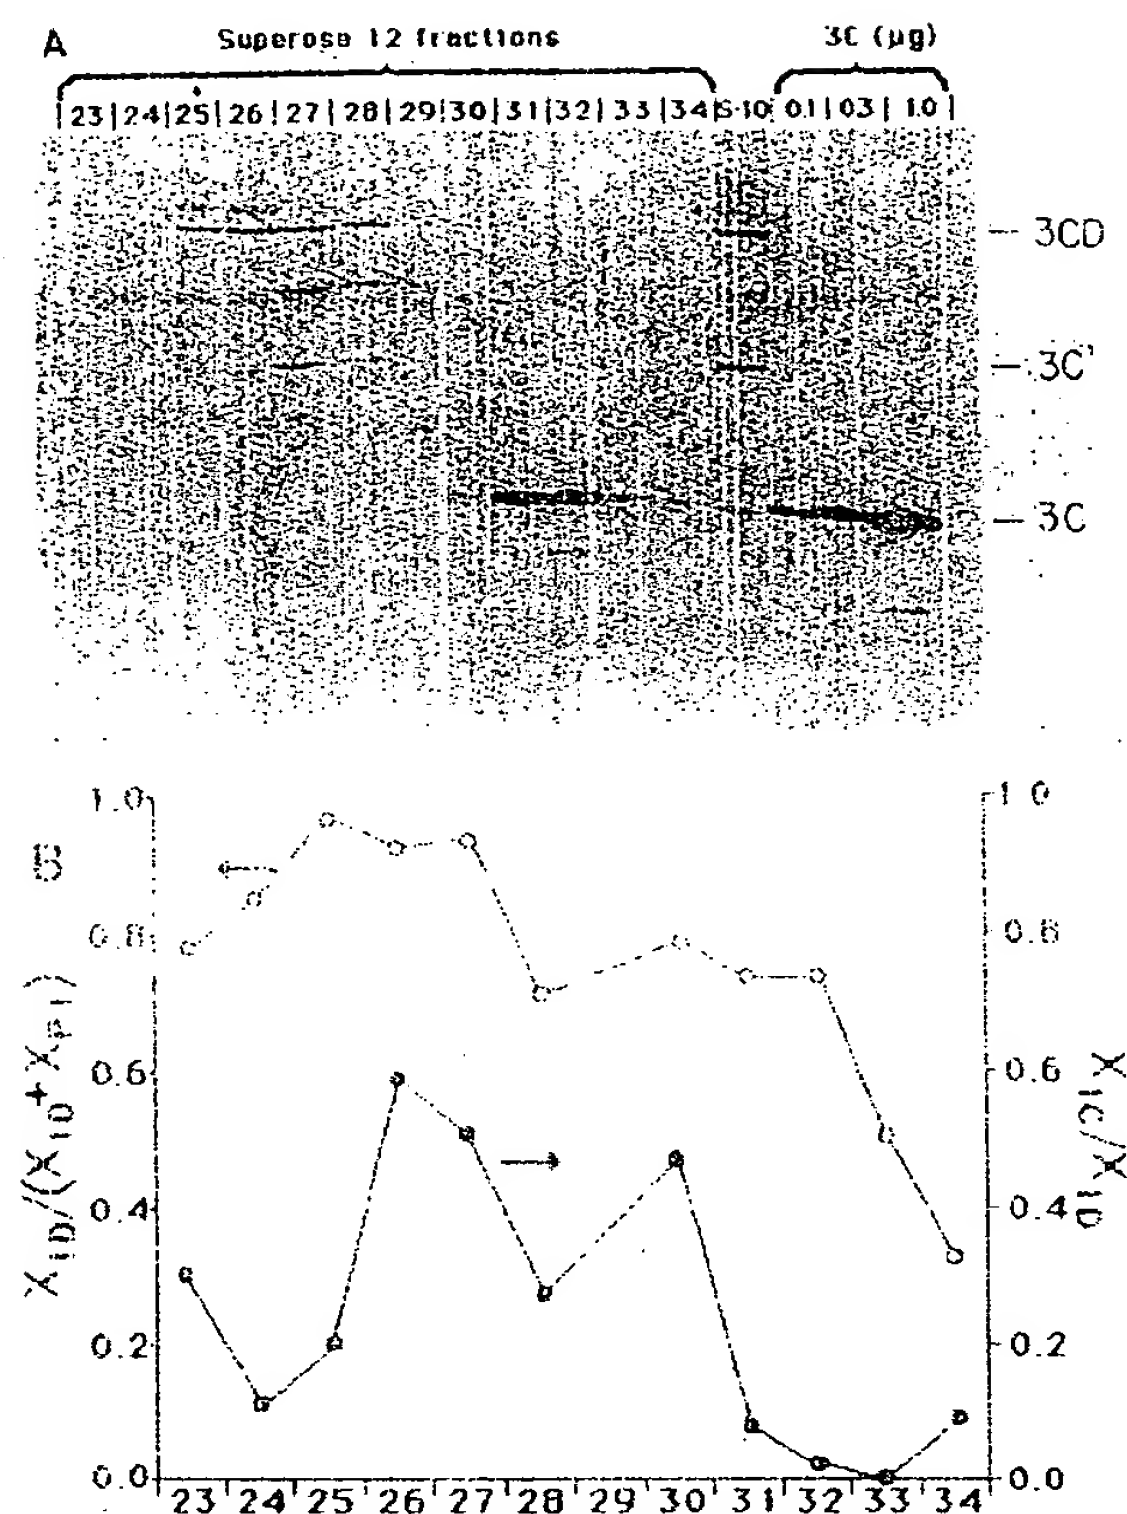 A
Superose 12 fractions
3C (µg)
|23|24|25|26|27|28|29|30|31|32|33|34|S-10|0.1|03|1.0|
-- 3CD
—3C'
—3C
B
1.0
0.8
0.6
0.4
0.2
0.0
X1D/(X1D+XP1)
1 0
0.8
0.6
0.4
0.2
0.0
X1C/X1D
23 24 25 26 27 28 29 30 31 32 33 34